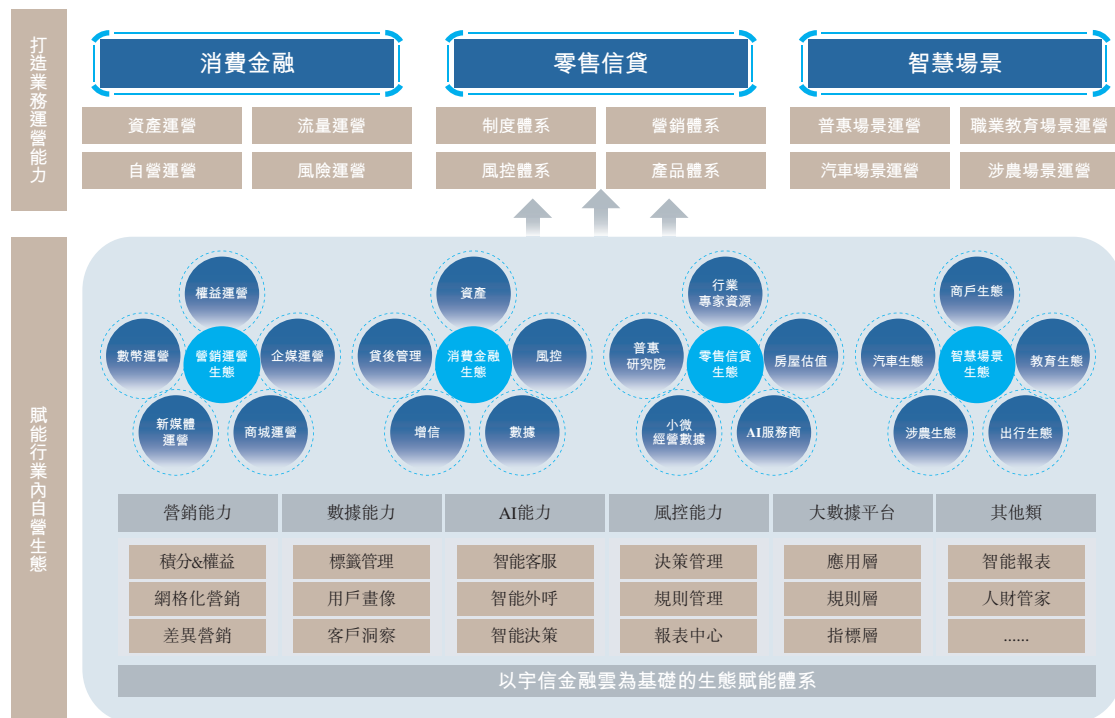 打造業務運營能力
消費金融
零售信貸
智慧場景
資產運營
流量運營
制度體系
營銷體系
普惠場景運營
職業教育場景運營
自營運營
風險運營
風控體系
產品體系
汽車場景運營
涉農場景運營
賦能行業內自營生態
權益運營
數幣運營
營銷運營
生態
企媒運營
新媒體
運營
商城運營
資產
貸後管理
消費金融
生態
風控
增信
數據
行業
專家資源
普惠
研究院
零售信貸
生態
房屋估值
小微
經營數據
AI服務商
商戶生態
汽車生態
智慧場景
生態
教育生態
涉農生態
出行生態
營銷能力
數據能力
AI能力
風控能力
大數據平台
其他類
積分&權益
標籤管理
智能客服
決策管理
應用層
智能報表
網格化營銷
用戶畫像
智能外呼
規則管理
規則層
人財管家
差異營銷
客戶洞察
智能決策
報表中心
指標層
......
以宇信金融雲為基礎的生態賦能體系